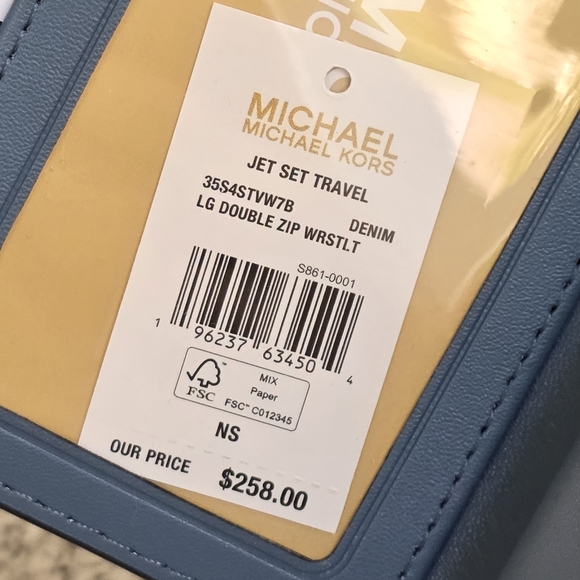 MICHAEL
MICHAEL KORS
JET SET TRAVEL
35S4STVW7B DENIM
LG DOUBLE ZIP WRSTLT
S861-0001
1 96237 63450 4
FSC
MIX
Paper
FSC™ C012345
NS
OUR PRICE $258.00